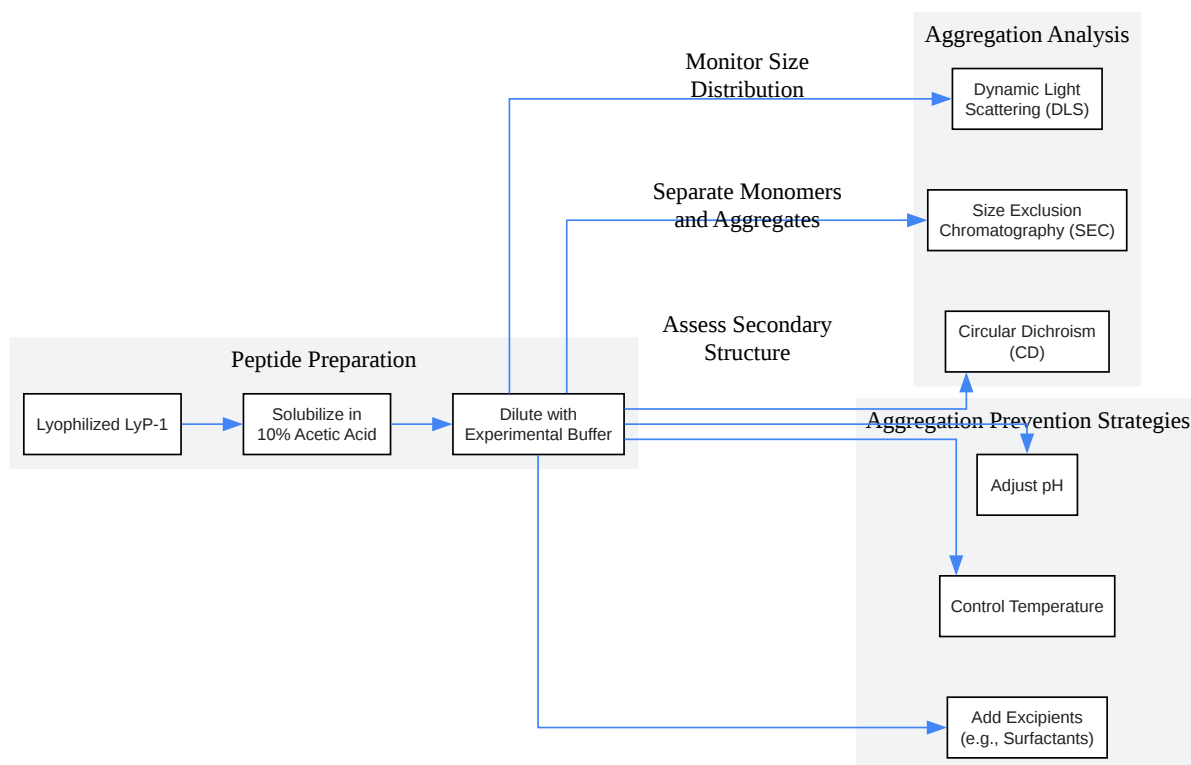 Aggregation Analysis
Monitor Size
Distribution
Dynamic Light
Scattering (DLS)
Separate Monomers
and Aggregates
Size Exclusion
Chromatography (SEC)
Assess Secondary
Structure
Circular Dichroism
(CD)
Peptide Preparation
Lyophilized LyP-1
Solubilize in
10% Acetic Acid
Dilute with
Experimental Buffer
Aggregation Prevention Strategies
Adjust pH
Control Temperature
Add Excipients
(e.g., Surfactants)